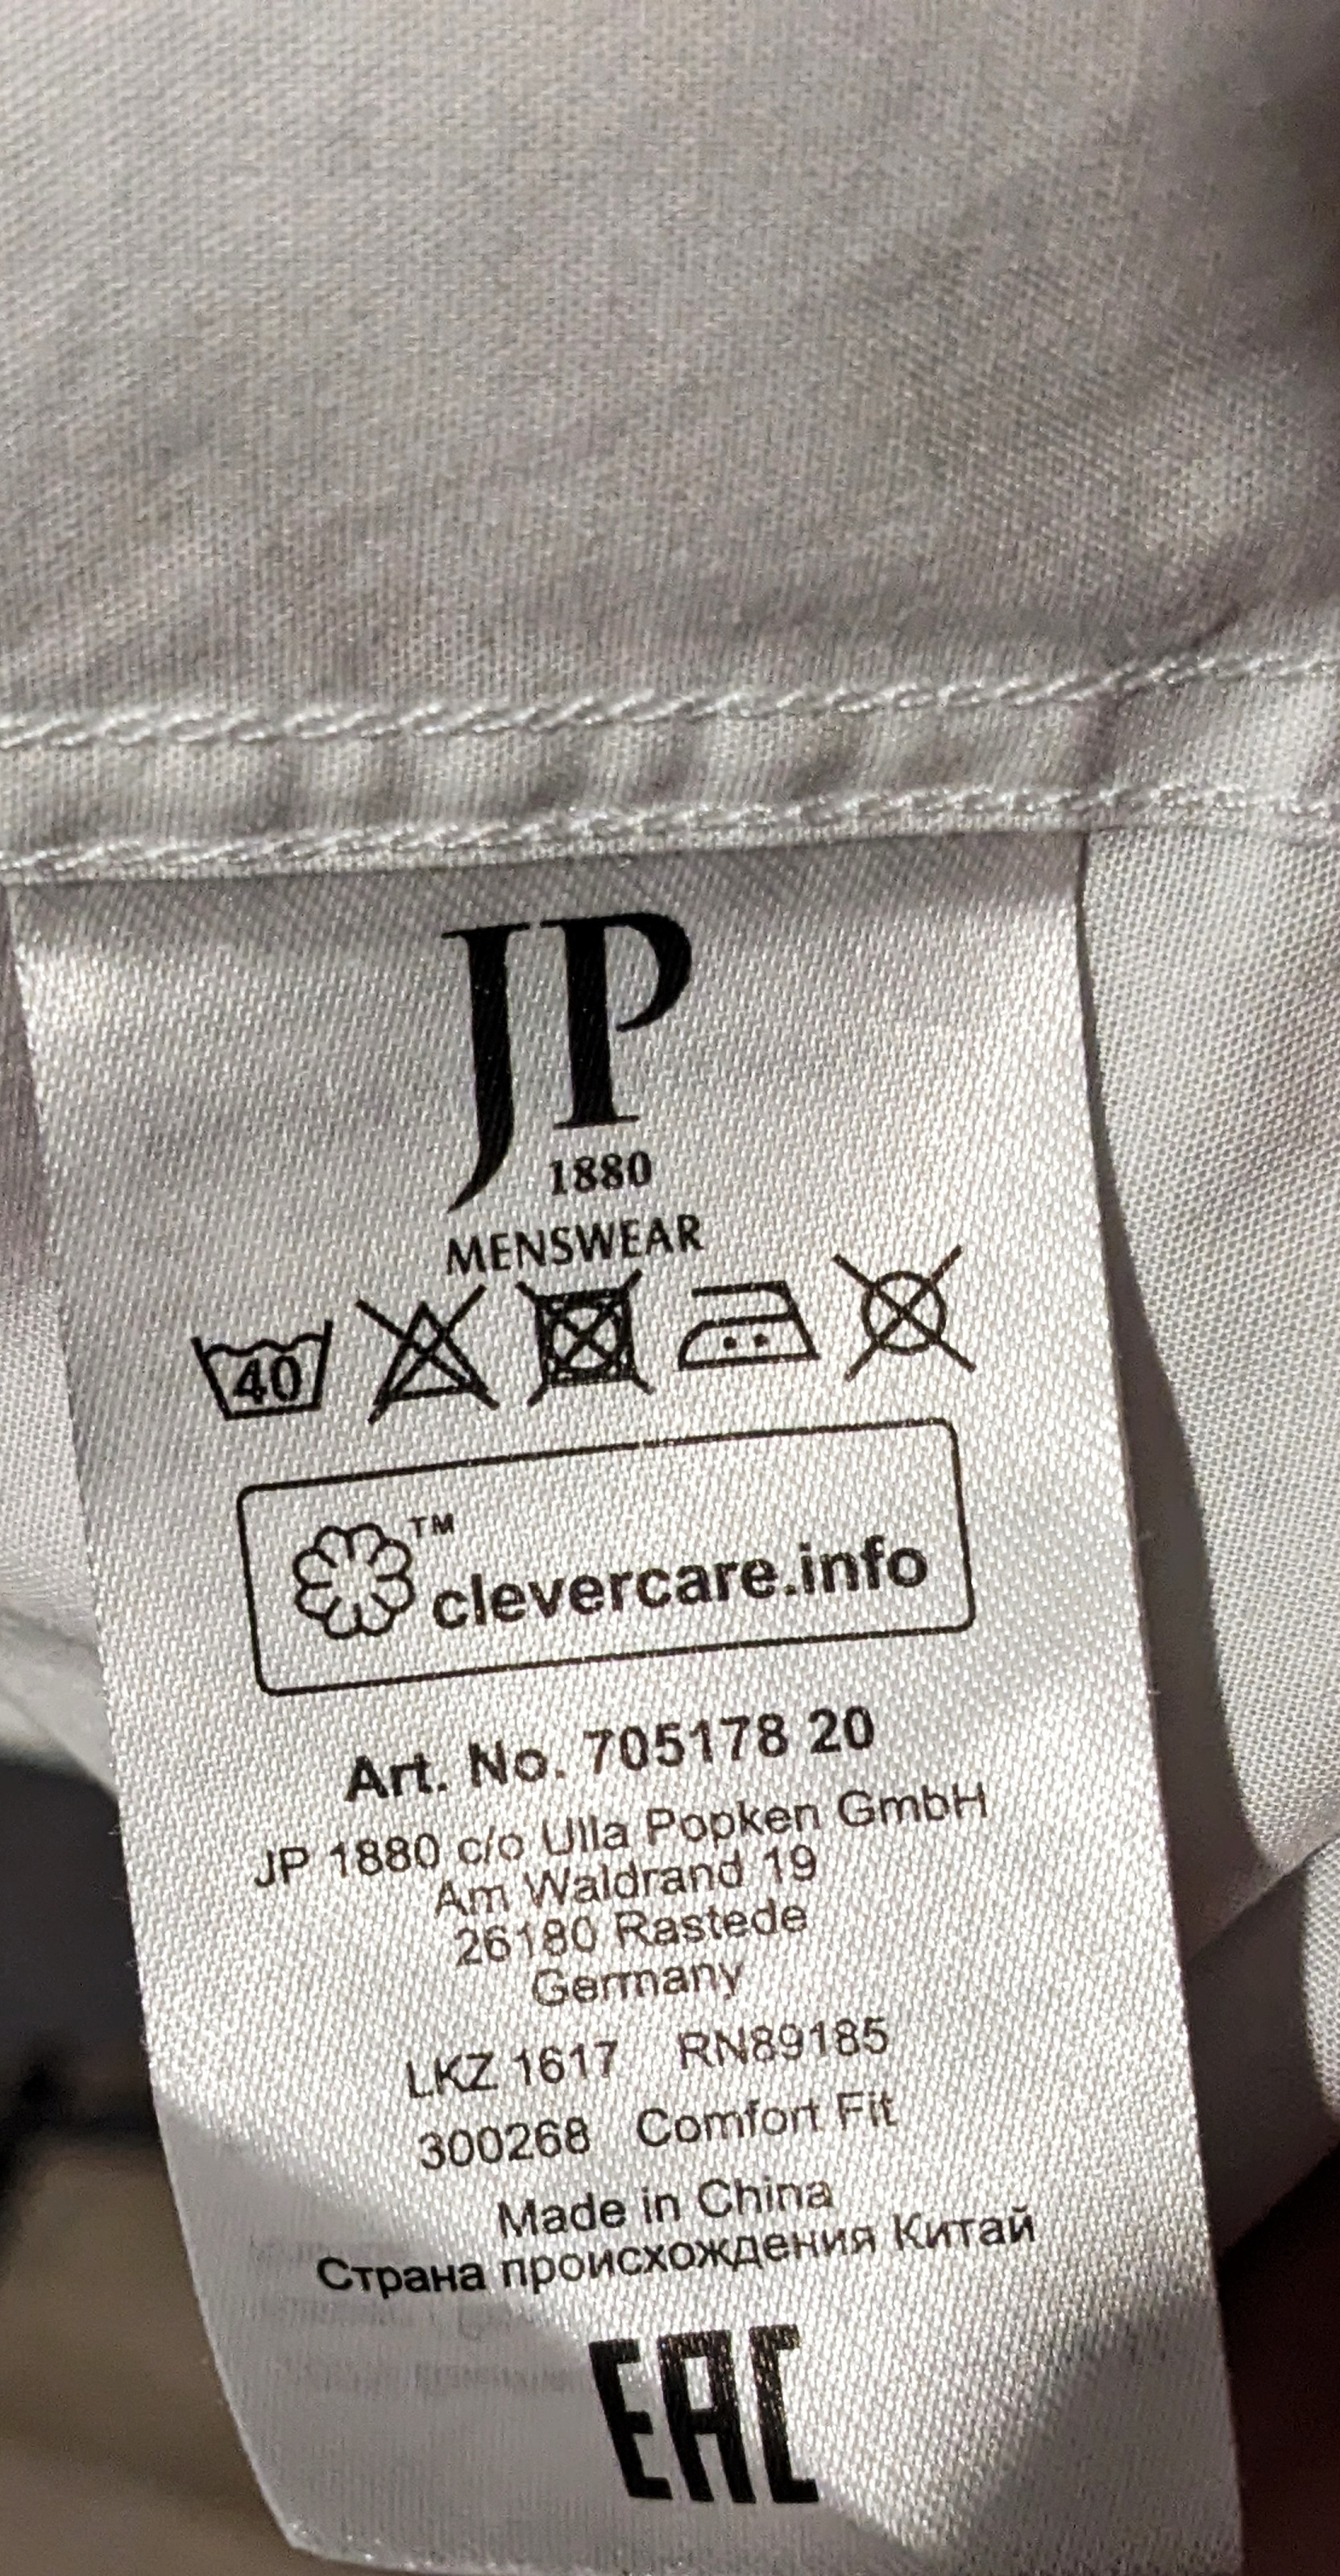 JP
1880
MENSWEAR
40
TM
clevercare.info
Art. No. 705178 20
JP 1880 c/o Ulla Popken GmbH
Am Waldrand 19
26180 Rastede
Germany
LKZ 1617 RN89185
300268 Comfort Fit
Made in China
Страна происхождения Китай
EAC